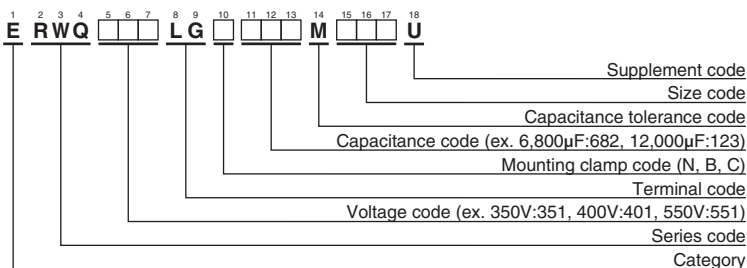 1 2 3 4 5 6 7 8 9 10 11 12 13 14 15 16 17 18
E RWQ □□□ LG □ □□□ M □□□ U
Supplement code
Size code
Capacitance tolerance code
Capacitance code (ex. 6,800µF:682, 12,000µF:123)
Mounting clamp code (N, B, C)
Terminal code
Voltage code (ex. 350V:351, 400V:401, 550V:551)
Series code
Category